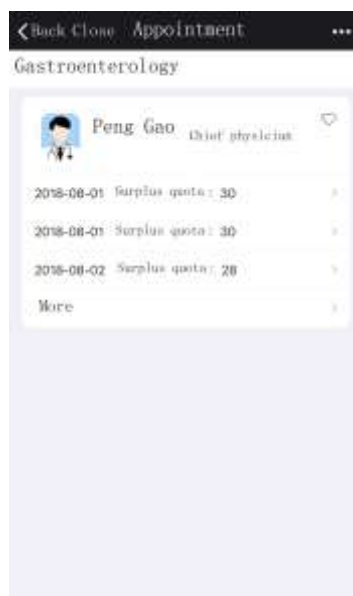 Back Close Appointment
Gastroenterology
Peng Gao Chief physician
2018-08-01 Surplus quota: 30
2018-08-01 Surplus quota: 30
2018-08-02 Surplus quota: 28
More